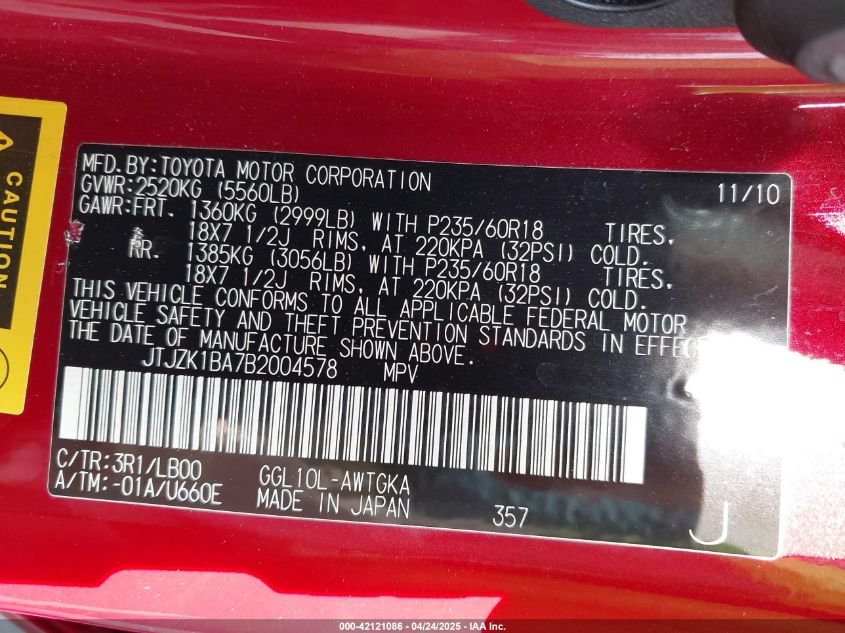 CAUTION
MFD.BY:TOYOTA MOTOR CORPORATION 11/10
GVWR:2520KG (5560LB)
GAWR:FRT. 1360KG (2999LB) WITH P235/60R18 TIRES,
18X7 1/2J RIMS, AT 220KPA (32PSI) COLD.
RR. 1385KG (3056LB) WITH P235/60R18 TIRES,
18X7 1/2J RIMS, AT 220KPA (32PSI) COLD.
THIS VEHICLE CONFORMS TO ALL APPLICABLE FEDERAL MOTOR
VEHICLE SAFETY AND THEFT PREVENTION STANDARDS IN EFFECT
THE DATE OF MANUFACTURE SHOWN ABOVE.
JTJZK1BA7B2004578 MPV
C/TR:3R1/LB00 GGL10L-AWTGKA
A/TM:-01A/U660E MADE IN JAPAN 357 J
000-42121086 - 04/24/2025 - IAA Inc.